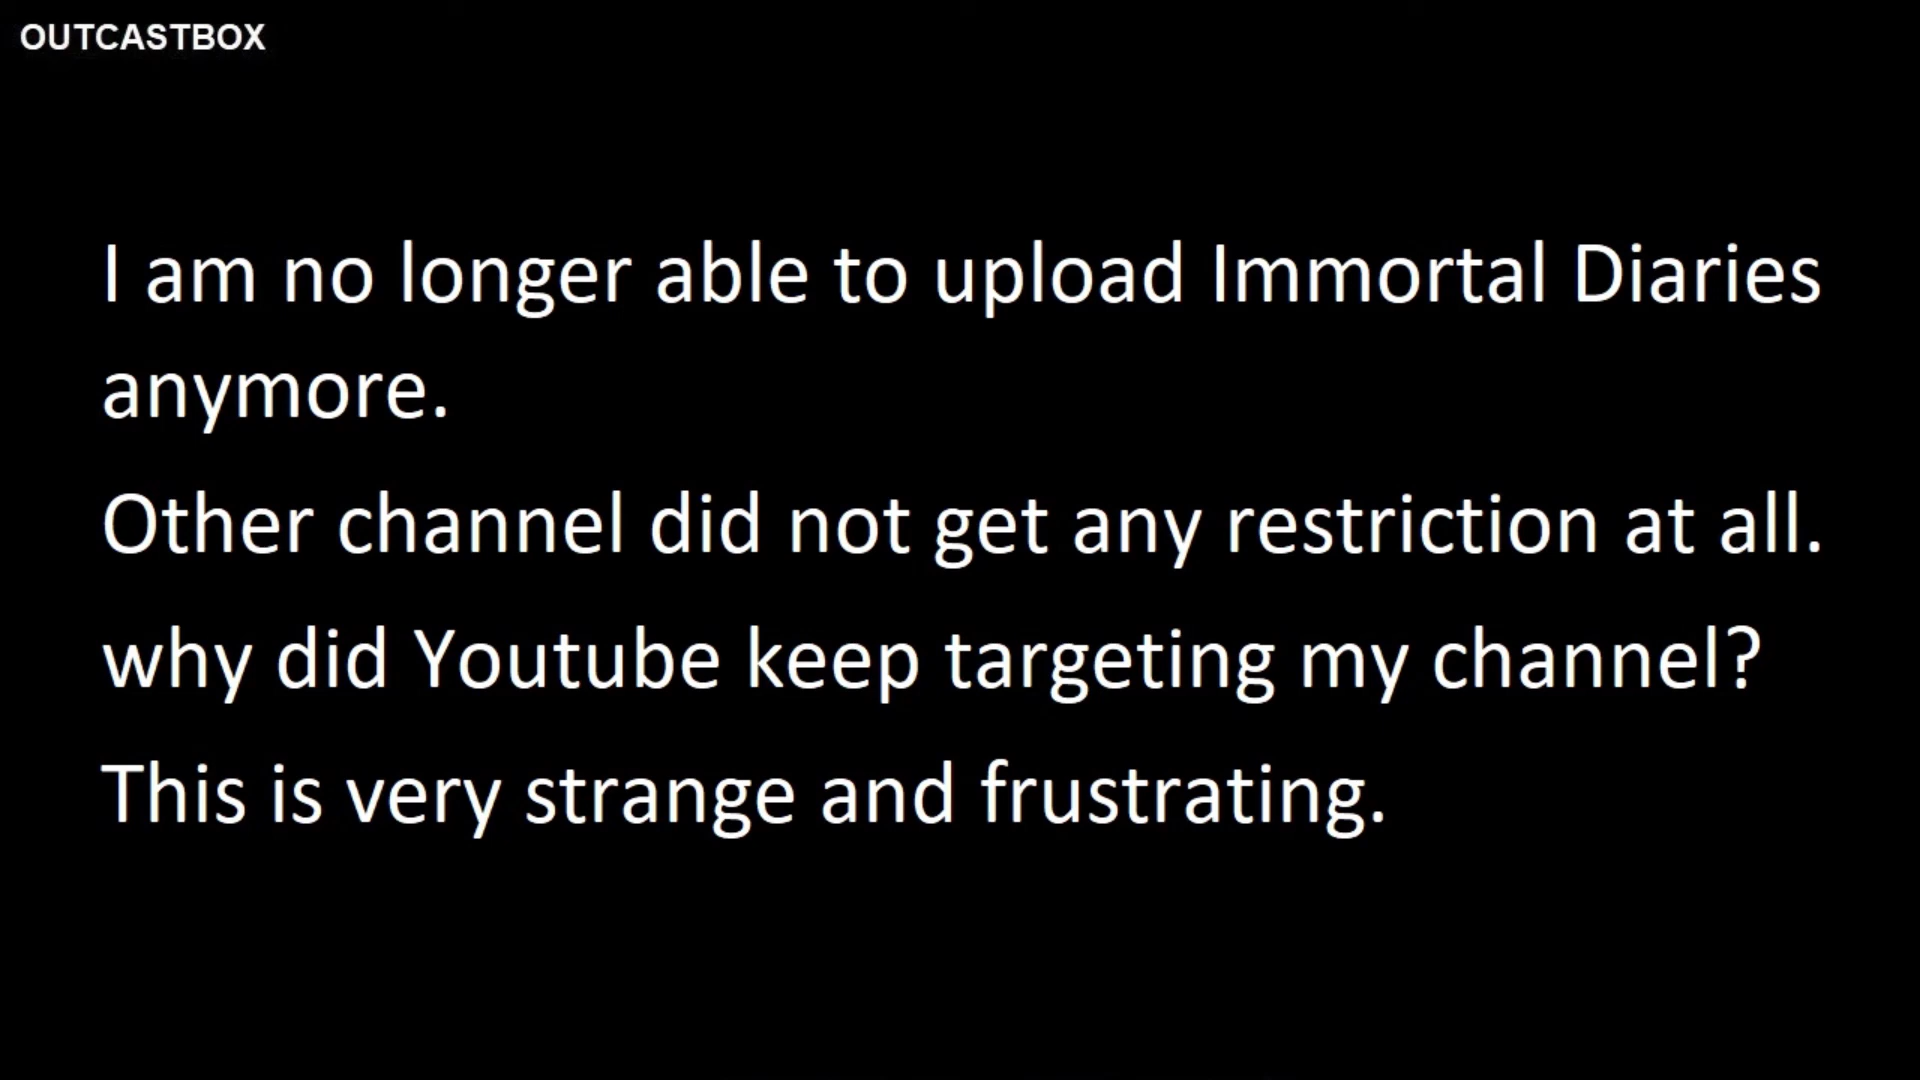 OUTCASTBOX
I am no longer able to upload Immortal Diaries
anymore.
Other channel did not get any restriction at all.
why did Youtube keep targeting my channel?
This is very strange and frustrating.